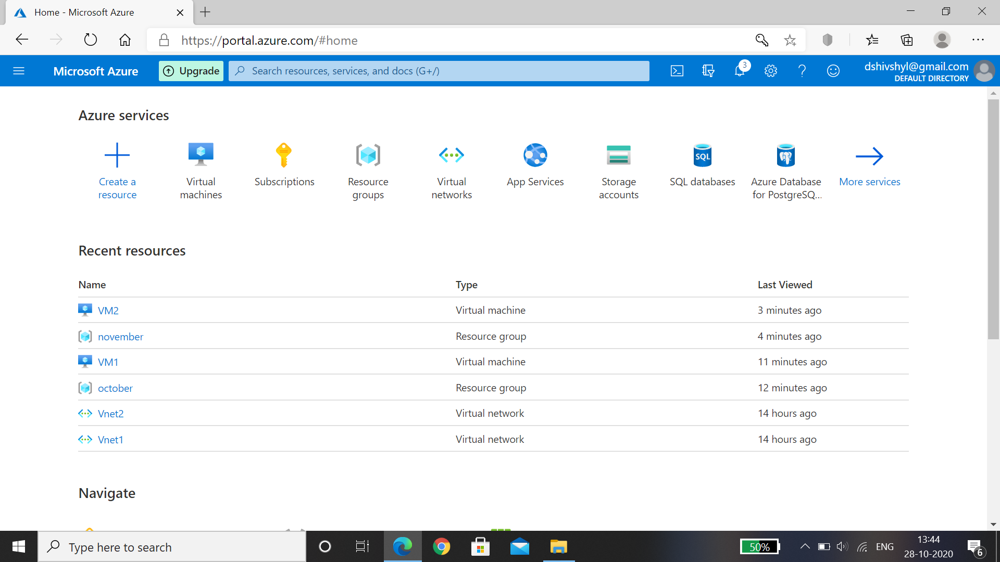 Home - Microsoft Azure
https://portal.azure.com/#home
Microsoft Azure
Upgrade
Search resources, services, and docs (G+/)
3
dshivshyl@gmail.com
DEFAULT DIRECTORY
Azure services
Create a resource
Virtual machines
Subscriptions
Resource groups
Virtual networks
App Services
Storage accounts
SQL
SQL databases
Azure Database for PostgreSQ...
More services
Recent resources
Name Type Last Viewed
VM2 Virtual machine 3 minutes ago
november Resource group 4 minutes ago
VM1 Virtual machine 11 minutes ago
october Resource group 12 minutes ago
Vnet2 Virtual network 14 hours ago
Vnet1 Virtual network 14 hours ago
Navigate
Type here to search
50%
ENG
13:44
28-10-2020
6